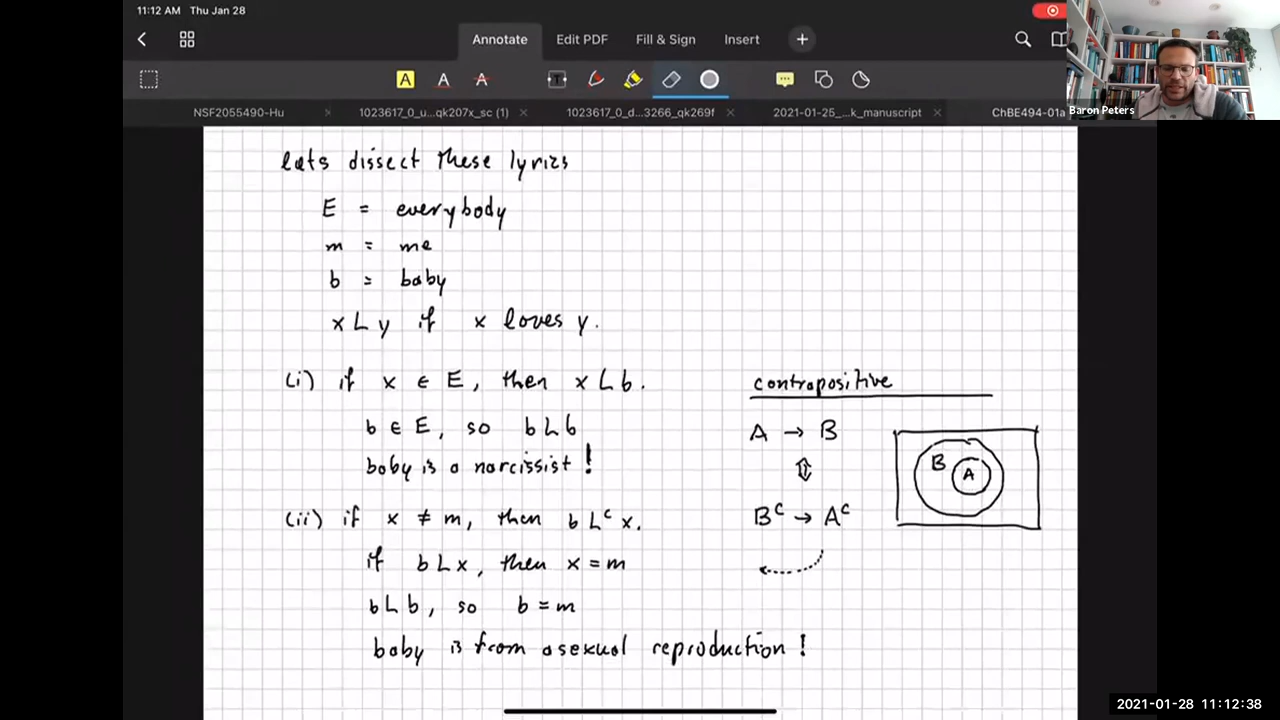 11:12 AM Thu Jan 28
Annotate Edit PDF Fill & Sign Insert
Baron Peters
NSF2055490-Hu 1023617_0_u...qk207x_sc (1) 1023617_0_d...3266_qk269f 2021-01-25_...k_manuscript ChBE494-01a
lets dissect these lyrics
E = everybody
m = me
b = baby
x L y if x loves y.
(i) if x ∈ E, then x L b.
b ∈ E, so b L b
baby is a narcissist!
(ii) if x ≠ m, then b Lᶜ x.
if b L x, then x = m
b L b, so b = m
baby is from asexual reproduction!
contrapositive
A → B
⇕
Bᶜ → Aᶜ
B A
2021-01-28 11:12:38